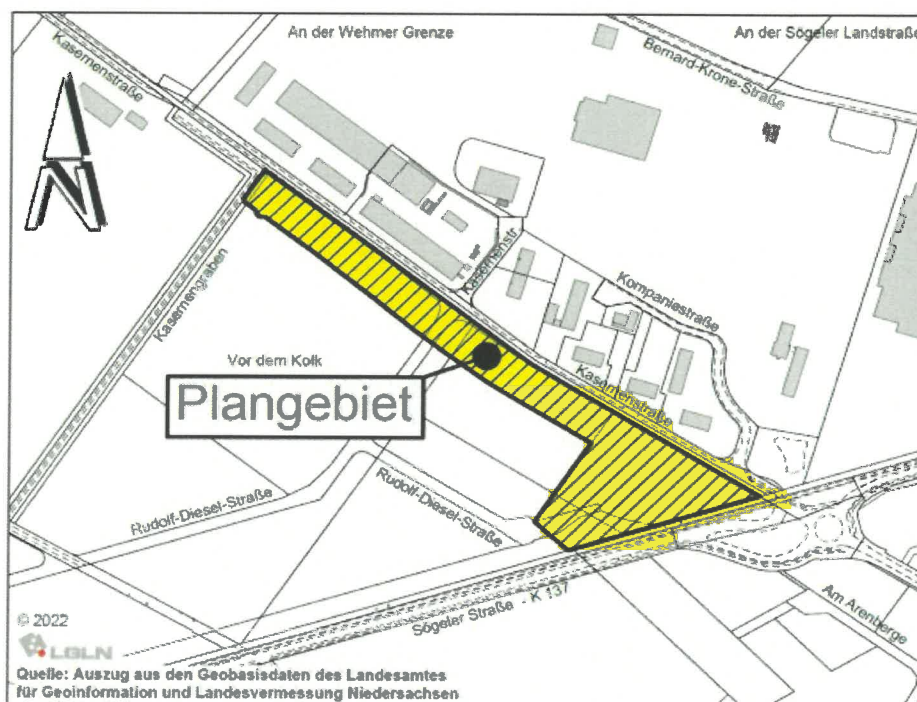 An der Wehmer Grenze
An der Sögeler Landstraße
Kasernenstraße
Bernard-Krone-Straße
N
Kasernenstr
Kompaniestraße
Kasernengraben
Vor dem Kolk
Plangebiet
Kasernenstraße
Rudolf-Diesel-Straße
Rudolf-Diesel-Straße
Sögeler Straße - K 137
Am Arenberge
© 2022
LGLN
Quelle: Auszug aus den Geobasisdaten des Landesamtes
für Geoinformation und Landesvermessung Niedersachsen